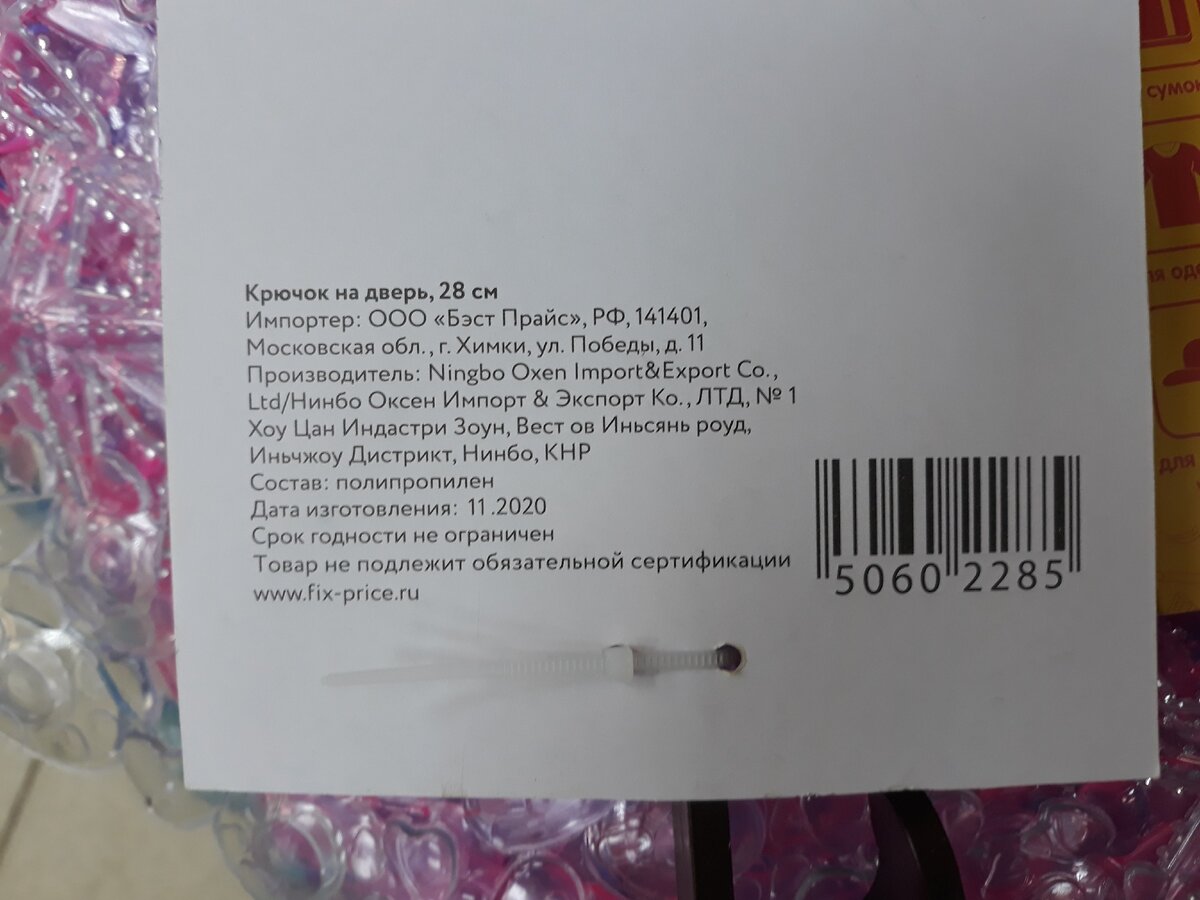 Крючок на дверь, 28 см
Импортер: ООО «Бэст Прайс», РФ, 141401,
Московская обл., г. Химки, ул. Победы, д. 11
Производитель: Ningbo Oxen Import&Export Co.,
Ltd/Нинбо Оксен Импорт & Экспорт Ко., ЛТД, № 1
Хоу Цан Индастри Зоун, Вест ов Иньсянь роуд,
Иньчжоу Дистрикт, Нинбо, КНР
Состав: полипропилен
Дата изготовления: 11.2020
Срок годности не ограничен
Товар не подлежит обязательной сертификации
www.fix-price.ru
5060 2285
для